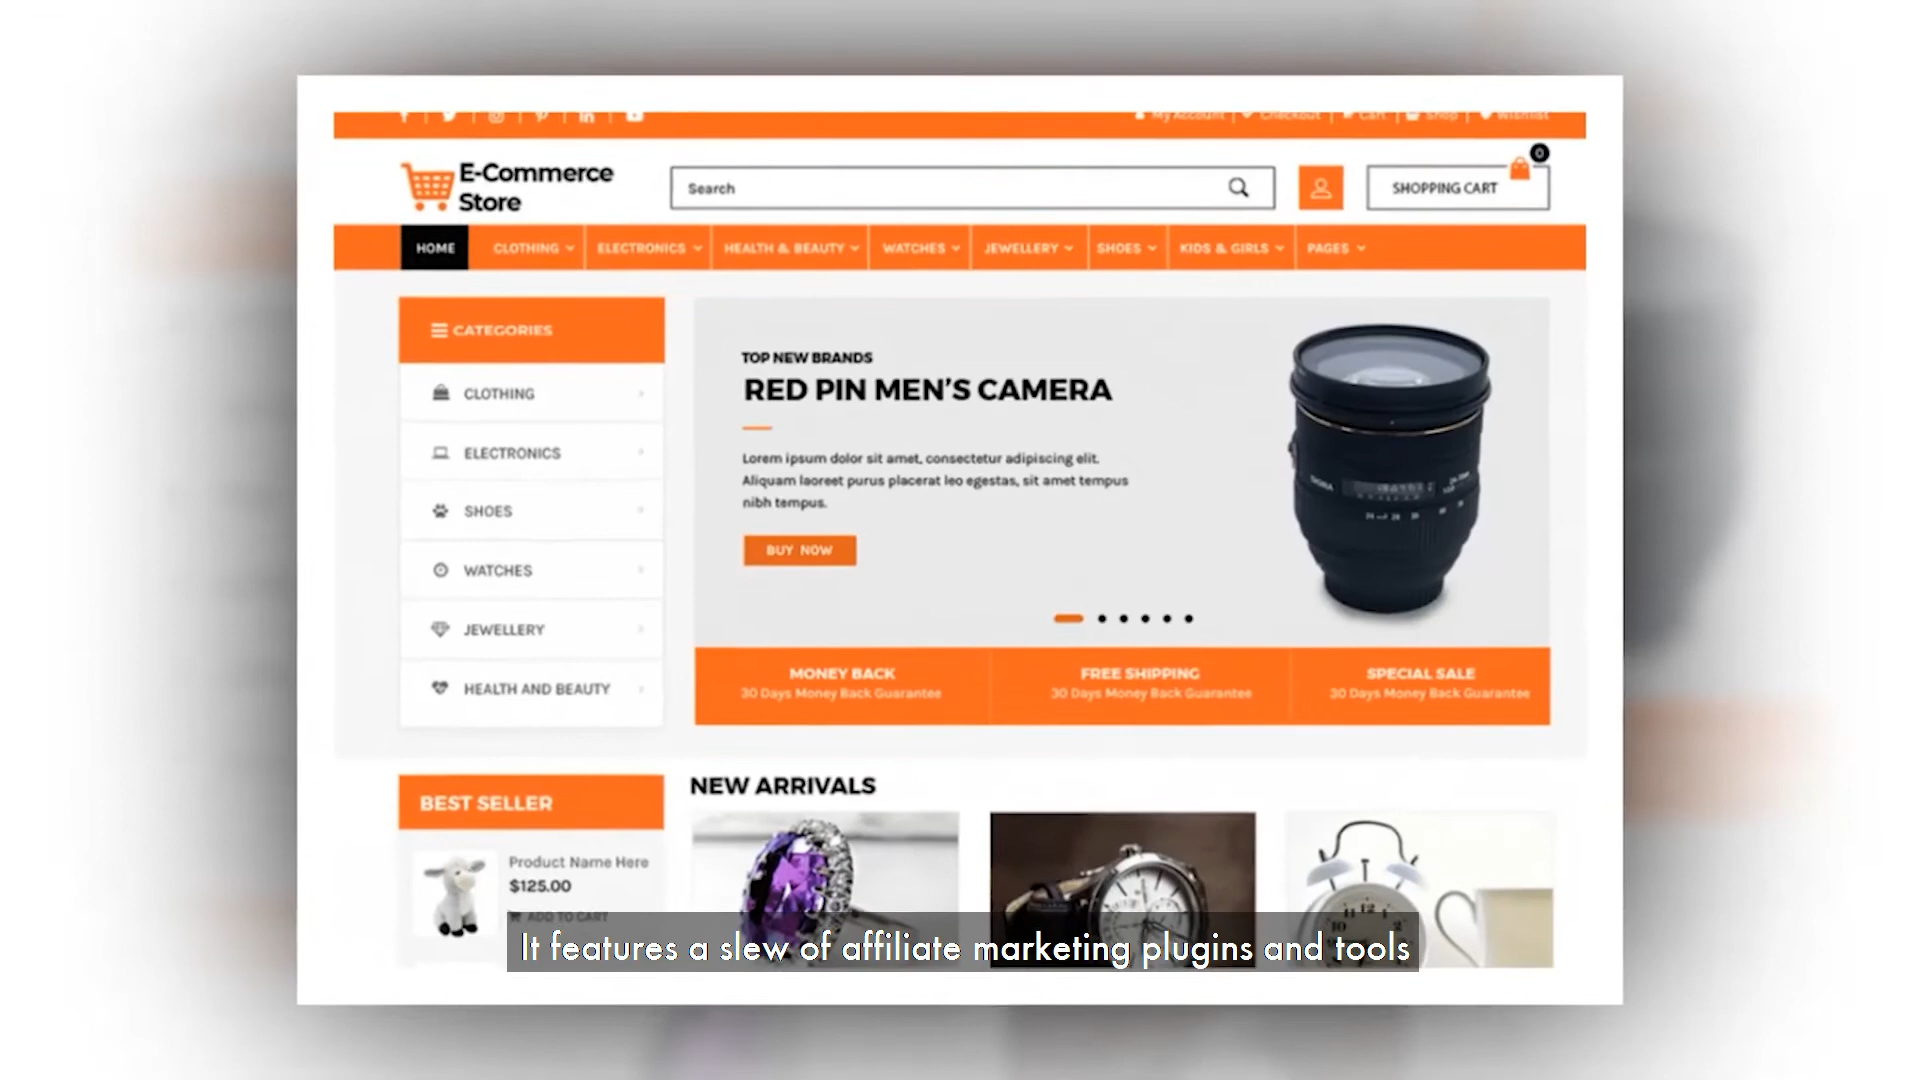 My Account | Checkout | Cart | Shop | Wishlist
E-Commerce
Store
Search
0
SHOPPING CART
HOME CLOTHING ELECTRONICS HEALTH & BEAUTY WATCHES JEWELLERY SHOES KIDS & GIRLS PAGES
CATEGORIES
CLOTHING
ELECTRONICS
SHOES
WATCHES
JEWELLERY
HEALTH AND BEAUTY
TOP NEW BRANDS
RED PIN MEN'S CAMERA
Lorem ipsum dolor sit amet, consectetur adipiscing elit.
Aliquam laoreet purus placerat leo egestas, sit amet tempus
nibh tempus.
BUY NOW
SIGMA
MONEY BACK
30 Days Money Back Guarantee
FREE SHIPPING
30 Days Money Back Guarantee
SPECIAL SALE
30 Days Money Back Guarantee
BEST SELLER
Product Name Here
$125.00
ADD TO CART
NEW ARRIVALS
It features a slew of affiliate marketing plugins and tools